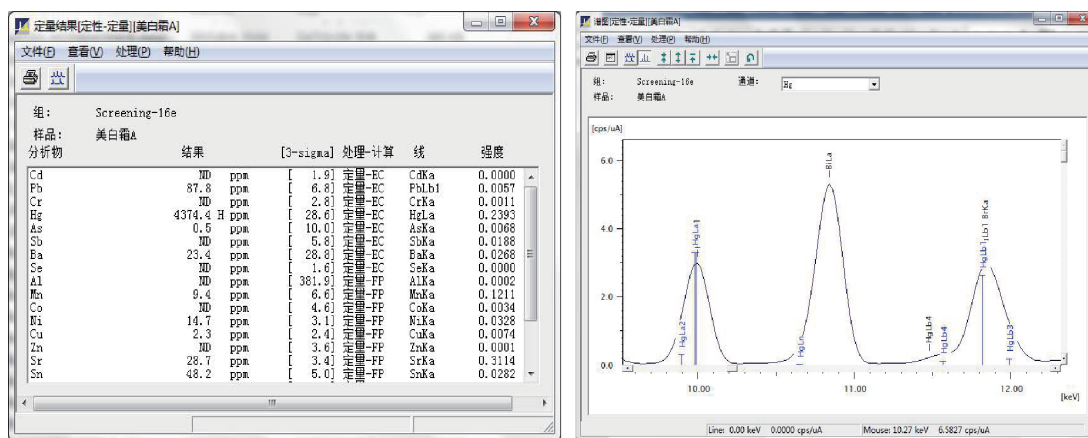 定量结果[定性-定量][美白霜A]
文件(F) 查看(V) 处理(P) 帮助(H)
组: Screening-16e
样品: 美白霜A
分析物 结果 [3-sigma] 处理-计算 线 强度
Cd ND ppm [ 1.9] 定量-EC CdKa 0.0000
Pb 87.8 ppm [ 6.8] 定量-EC PbLb1 0.0057
Cr ND ppm [ 2.8] 定量-EC CrKa 0.0011
Hg 4374.4 H ppm [ 28.6] 定量-EC HgLa 0.2393
As 0.5 ppm [ 10.0] 定量-EC AsKa 0.0068
Sb ND ppm [ 5.8] 定量-EC SbKa 0.0188
Ba 23.4 ppm [ 28.8] 定量-EC BaKa 0.0268
Se ND ppm [ 1.6] 定量-EC SeKa 0.0000
Al ND ppm [ 381.9] 定量-FP AlKa 0.0002
Mn 9.4 ppm [ 6.6] 定量-FP MnKa 0.1211
Co ND ppm [ 4.6] 定量-FP CoKa 0.0034
Ni 14.7 ppm [ 3.1] 定量-FP NiKa 0.0328
Cu 2.3 ppm [ 2.4] 定量-FP CuKa 0.0074
Zn ND ppm [ 3.6] 定量-FP ZnKa 0.0001
Sr 28.7 ppm [ 3.4] 定量-FP SrKa 0.3114
Sn 48.2 ppm [ 5.0] 定量-FP SnKa 0.0282
谱图[定性-定量][美白霜A]
文件(F) 查看(V) 处理(P) 帮助(H)
组: Screening-16e 通道: Hg
样品: 美白霜A
[cps/uA]
6.0
4.0
2.0
0.0
HgLa2
HgLa1
HgLn
BiLa
HgLb4
HgLb4
HgLb1
BrKa
HgLb3
10.00 11.00 12.00
[keV]
Line: 0.00 keV 0.0000 cps/uA Mouse: 10.27 keV 6.5827 cps/uA